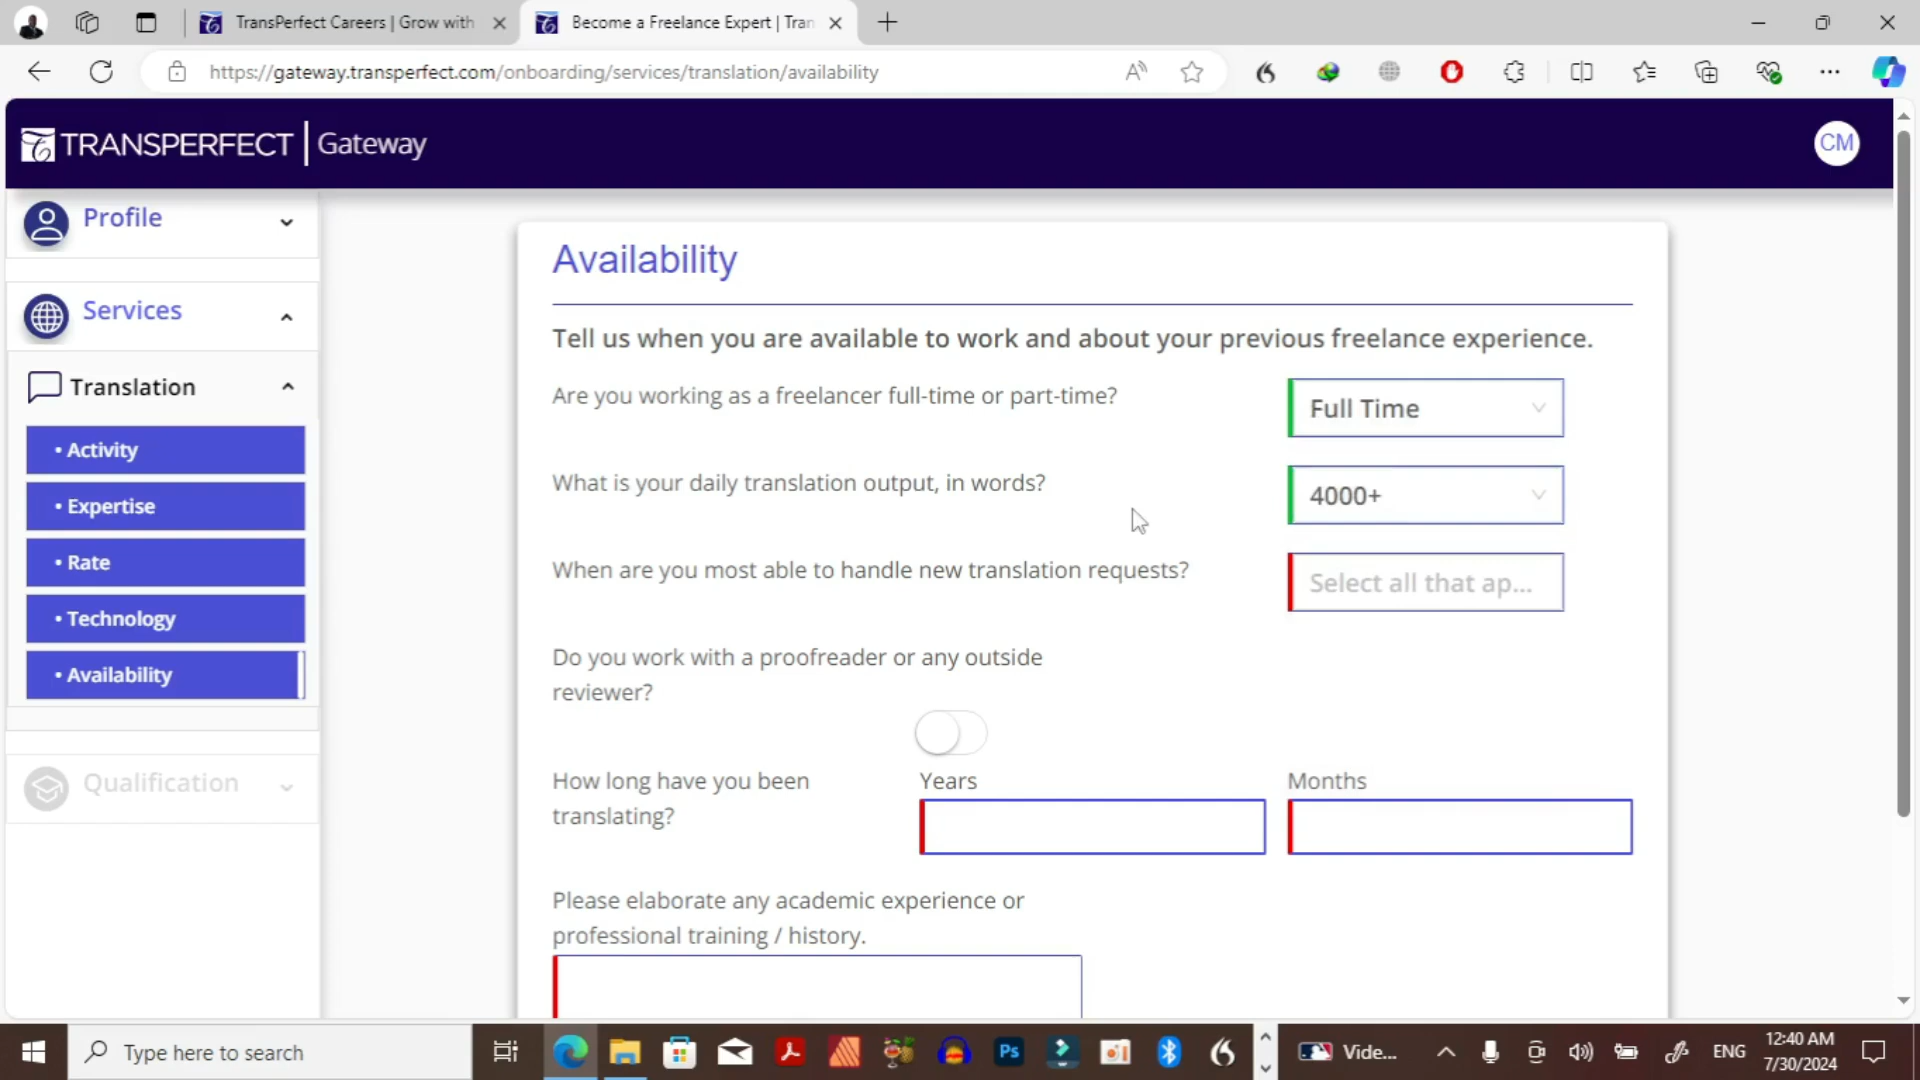 TransPerfect Careers | Grow with
Become a Freelance Expert | Tran
https://gateway.transperfect.com/onboarding/services/translation/availability
TRANSPERFECT | Gateway
CM
Profile
Services
Translation
• Activity
• Expertise
• Rate
• Technology
• Availability
Qualification
Availability
Tell us when you are available to work and about your previous freelance experience.
Are you working as a freelancer full-time or part-time?
Full Time
What is your daily translation output, in words?
4000+
When are you most able to handle new translation requests?
Select all that ap...
Do you work with a proofreader or any outside
reviewer?
How long have you been
translating?
Years
Months
Please elaborate any academic experience or
professional training / history.
Type here to search
Ps
Vide...
ENG
12:40 AM
7/30/2024